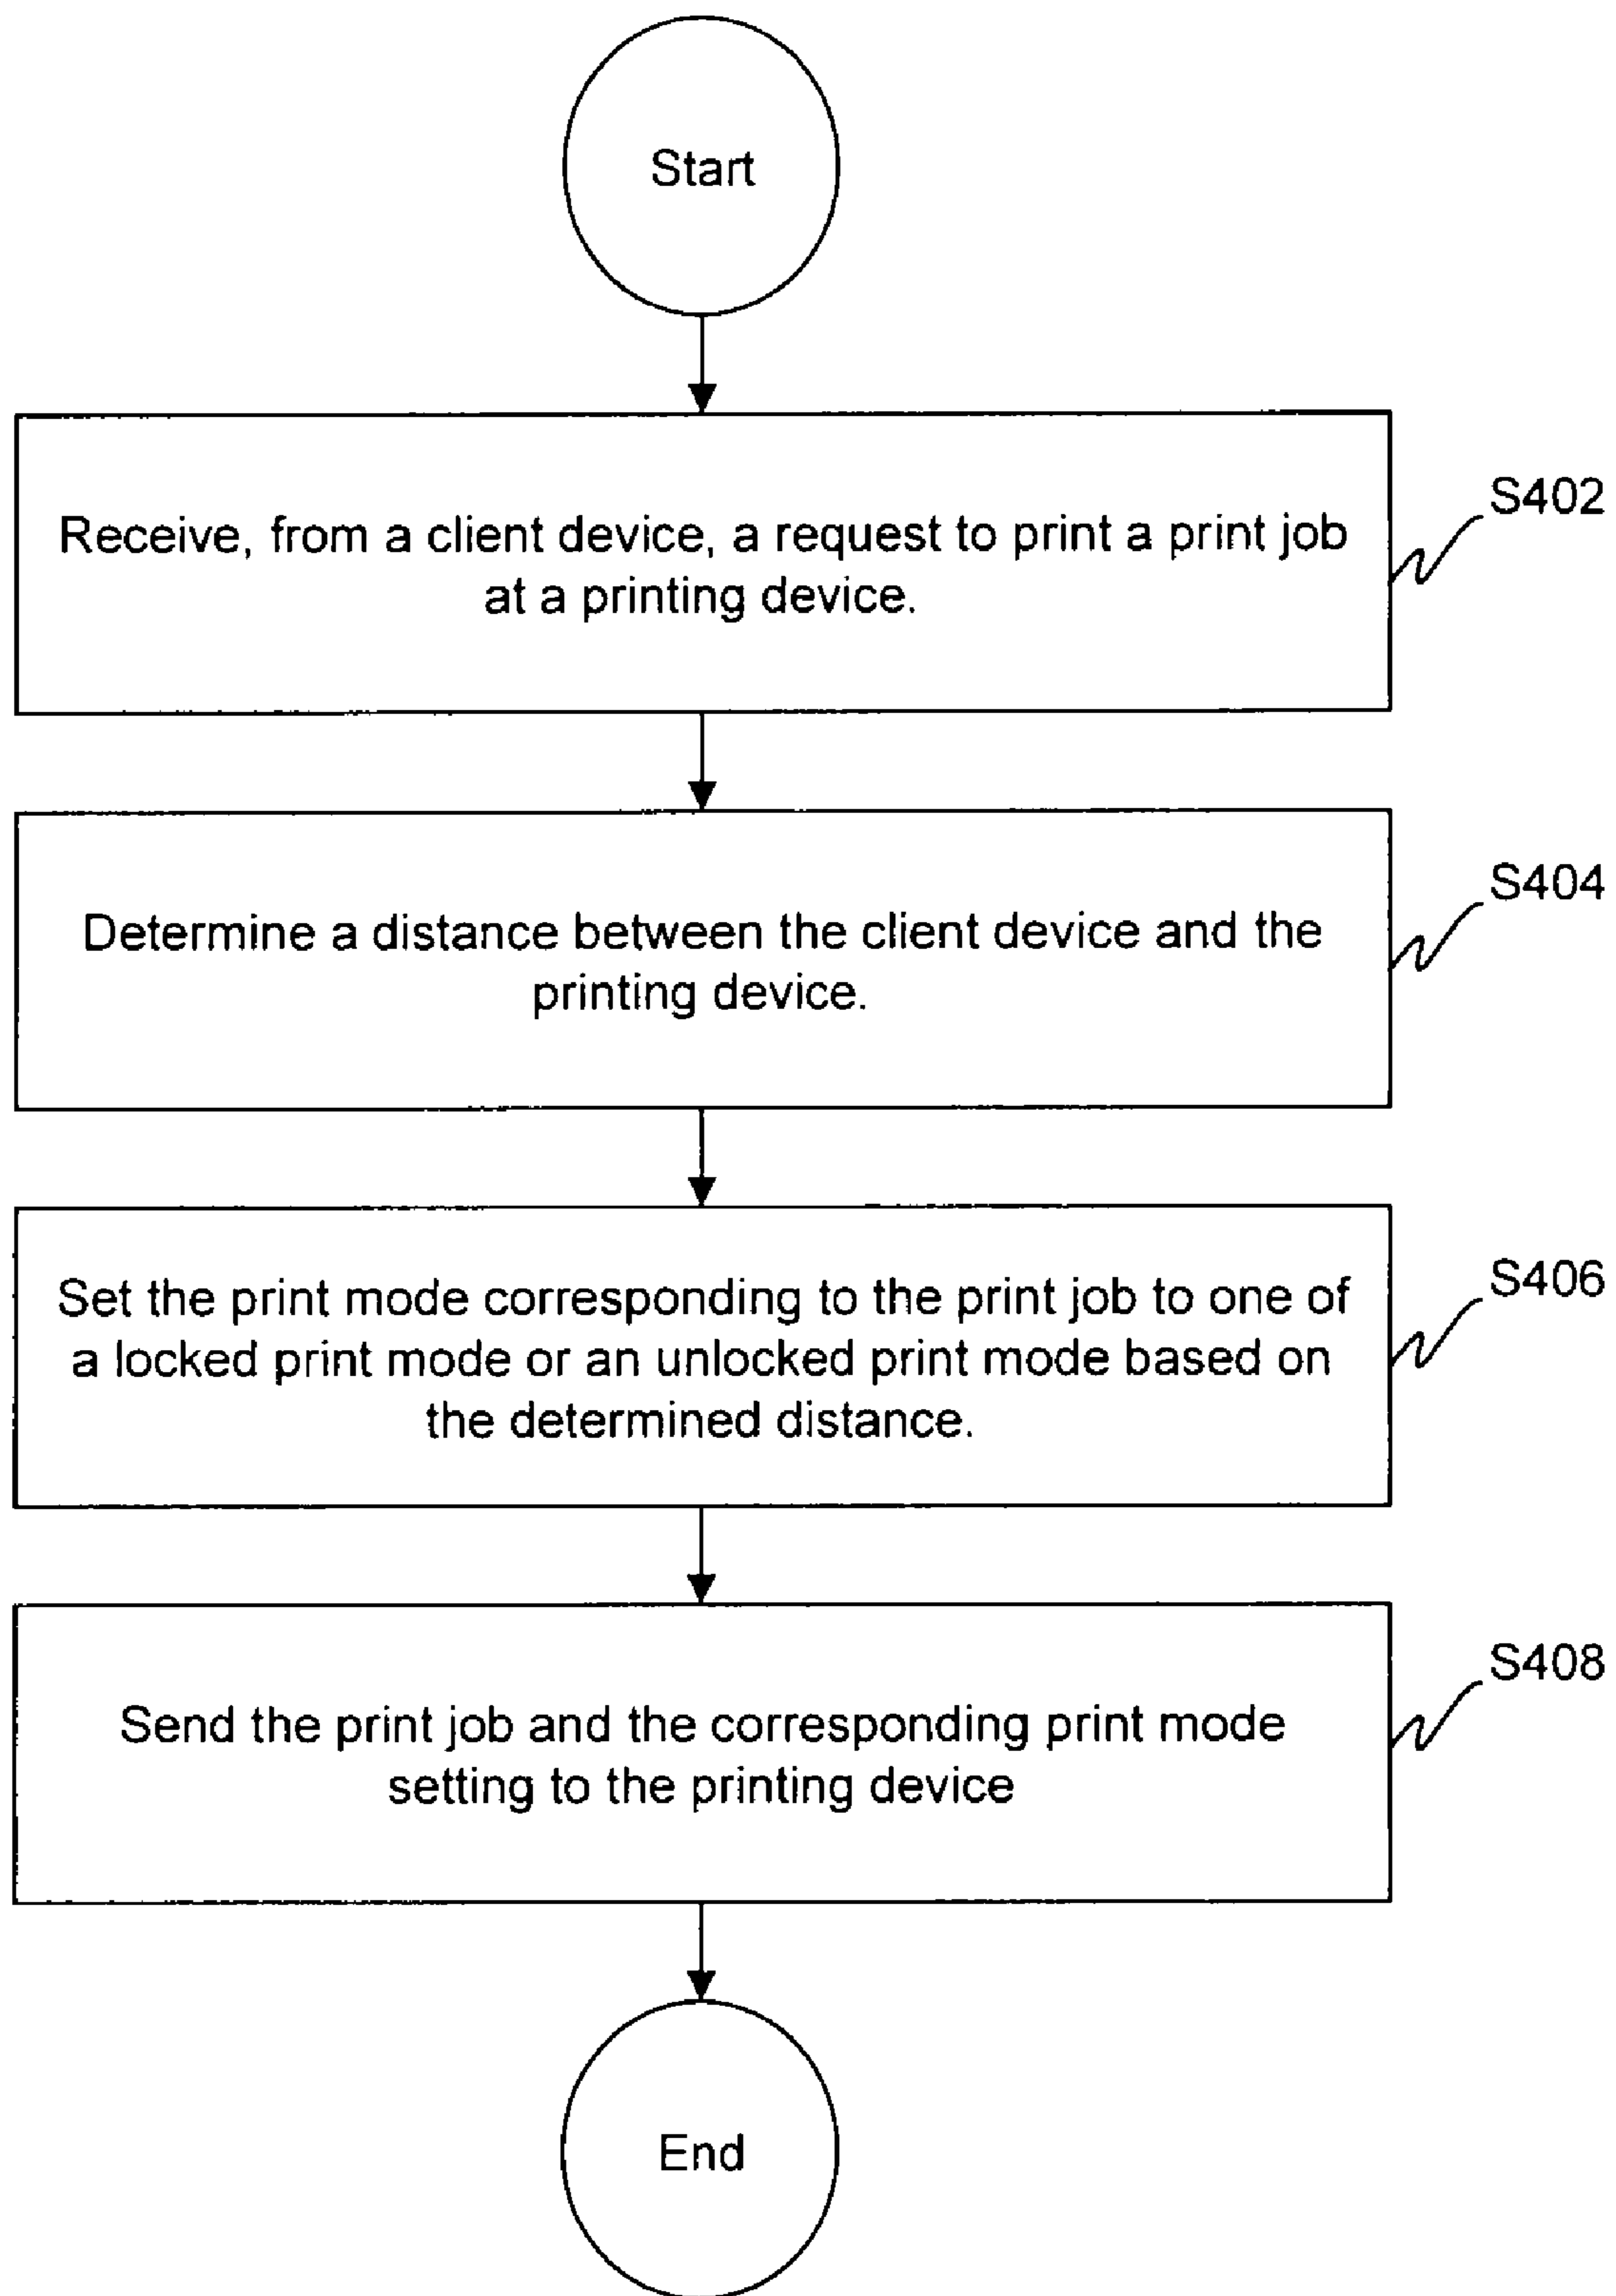 Start
Receive, from a client device, a request to print a print job
at a printing device.
S402
Determine a distance between the client device and the
printing device.
S404
Set the print mode corresponding to the print job to one of
a locked print mode or an unlocked print mode based on
the determined distance.
S406
Send the print job and the corresponding print mode
setting to the printing device
S408
End